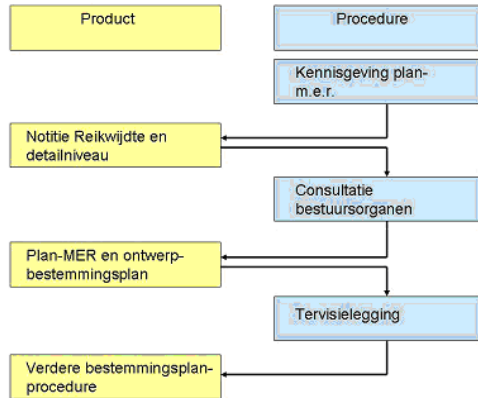 Product
Procedure
Kennisgeving plan-
m.e.r.
Notitie Reikwijdte en
detailniveau
Consultatie
bestuursorganen
Plan-MER en ontwerp-
bestemmingsplan
Tervisielegging
Verdere bestemmingsplan-
procedure